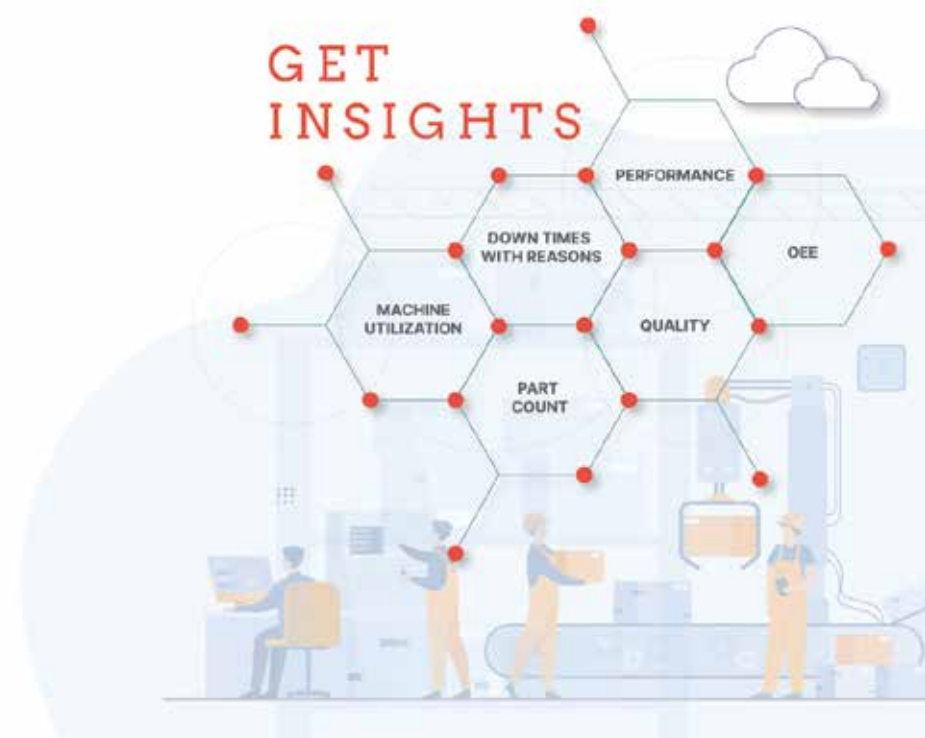 GET
INSIGHTS
PERFORMANCE
DOWN TIMES
WITH REASONS
OEE
MACHINE
UTILIZATION
QUALITY
PART
COUNT